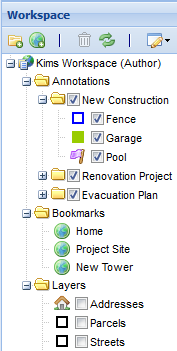 Workspace
Kims Workspace (Author)
Annotations
New Construction
Fence
Garage
Pool
Renovation Project
Evacuation Plan
Bookmarks
Home
Project Site
New Tower
Layers
Addresses
Parcels
Streets